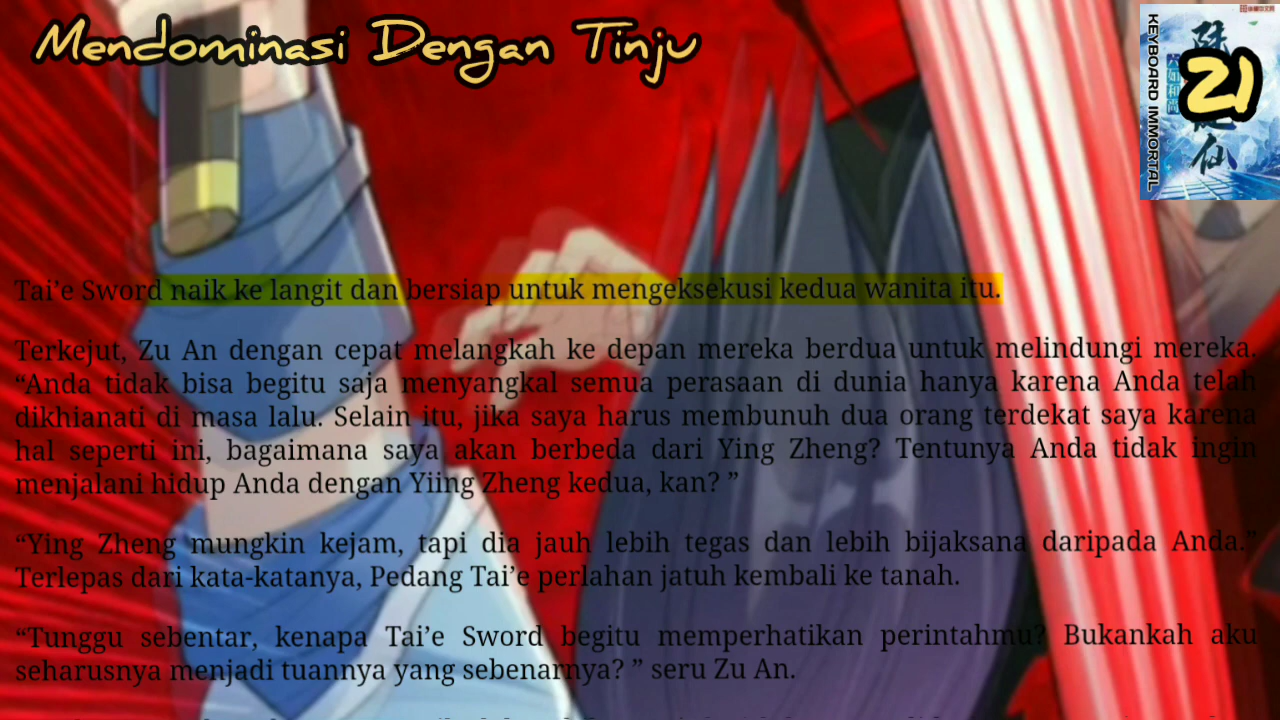 Mendominasi Dengan Tinju
KEYBOARD IMMORTAL
21
Tai’e Sword naik ke langit dan bersiap untuk mengeksekusi kedua wanita itu.
Terkejut, Zu An dengan cepat melangkah ke depan mereka berdua untuk melindungi mereka.
“Anda tidak bisa begitu saja menyangkal semua perasaan di dunia hanya karena Anda telah
dikhianati di masa lalu. Selain itu, jika saya harus membunuh dua orang terdekat saya karena
hal seperti ini, bagaimana saya akan berbeda dari Ying Zheng? Tentunya Anda tidak ingin
menjalani hidup Anda dengan Yiing Zheng kedua, kan? ”
“Ying Zheng mungkin kejam, tapi dia jauh lebih tegas dan lebih bijaksana daripada Anda.”
Terlepas dari kata-katanya, Pedang Tai’e perlahan jatuh kembali ke tanah.
“Tunggu sebentar, kenapa Tai’e Sword begitu memperhatikan perintahmu? Bukankah aku
seharusnya menjadi tuannya yang sebenarnya? ” seru Zu An.